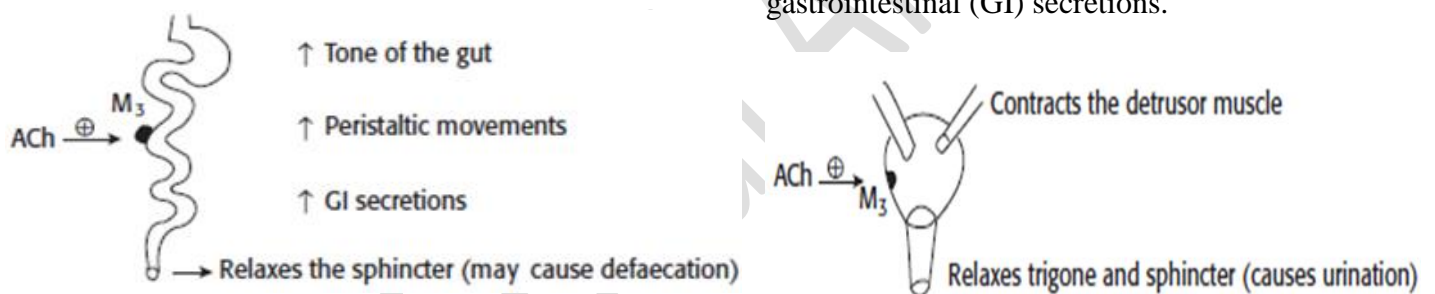 gastrointestinal (GI) secretions.
↑ Tone of the gut
M₃
ACh ⊕
↑ Peristaltic movements
↑ GI secretions
Relaxes the sphincter (may cause defaecation)
Contracts the detrusor muscle
ACh ⊕
M₃
Relaxes trigone and sphincter (causes urination)